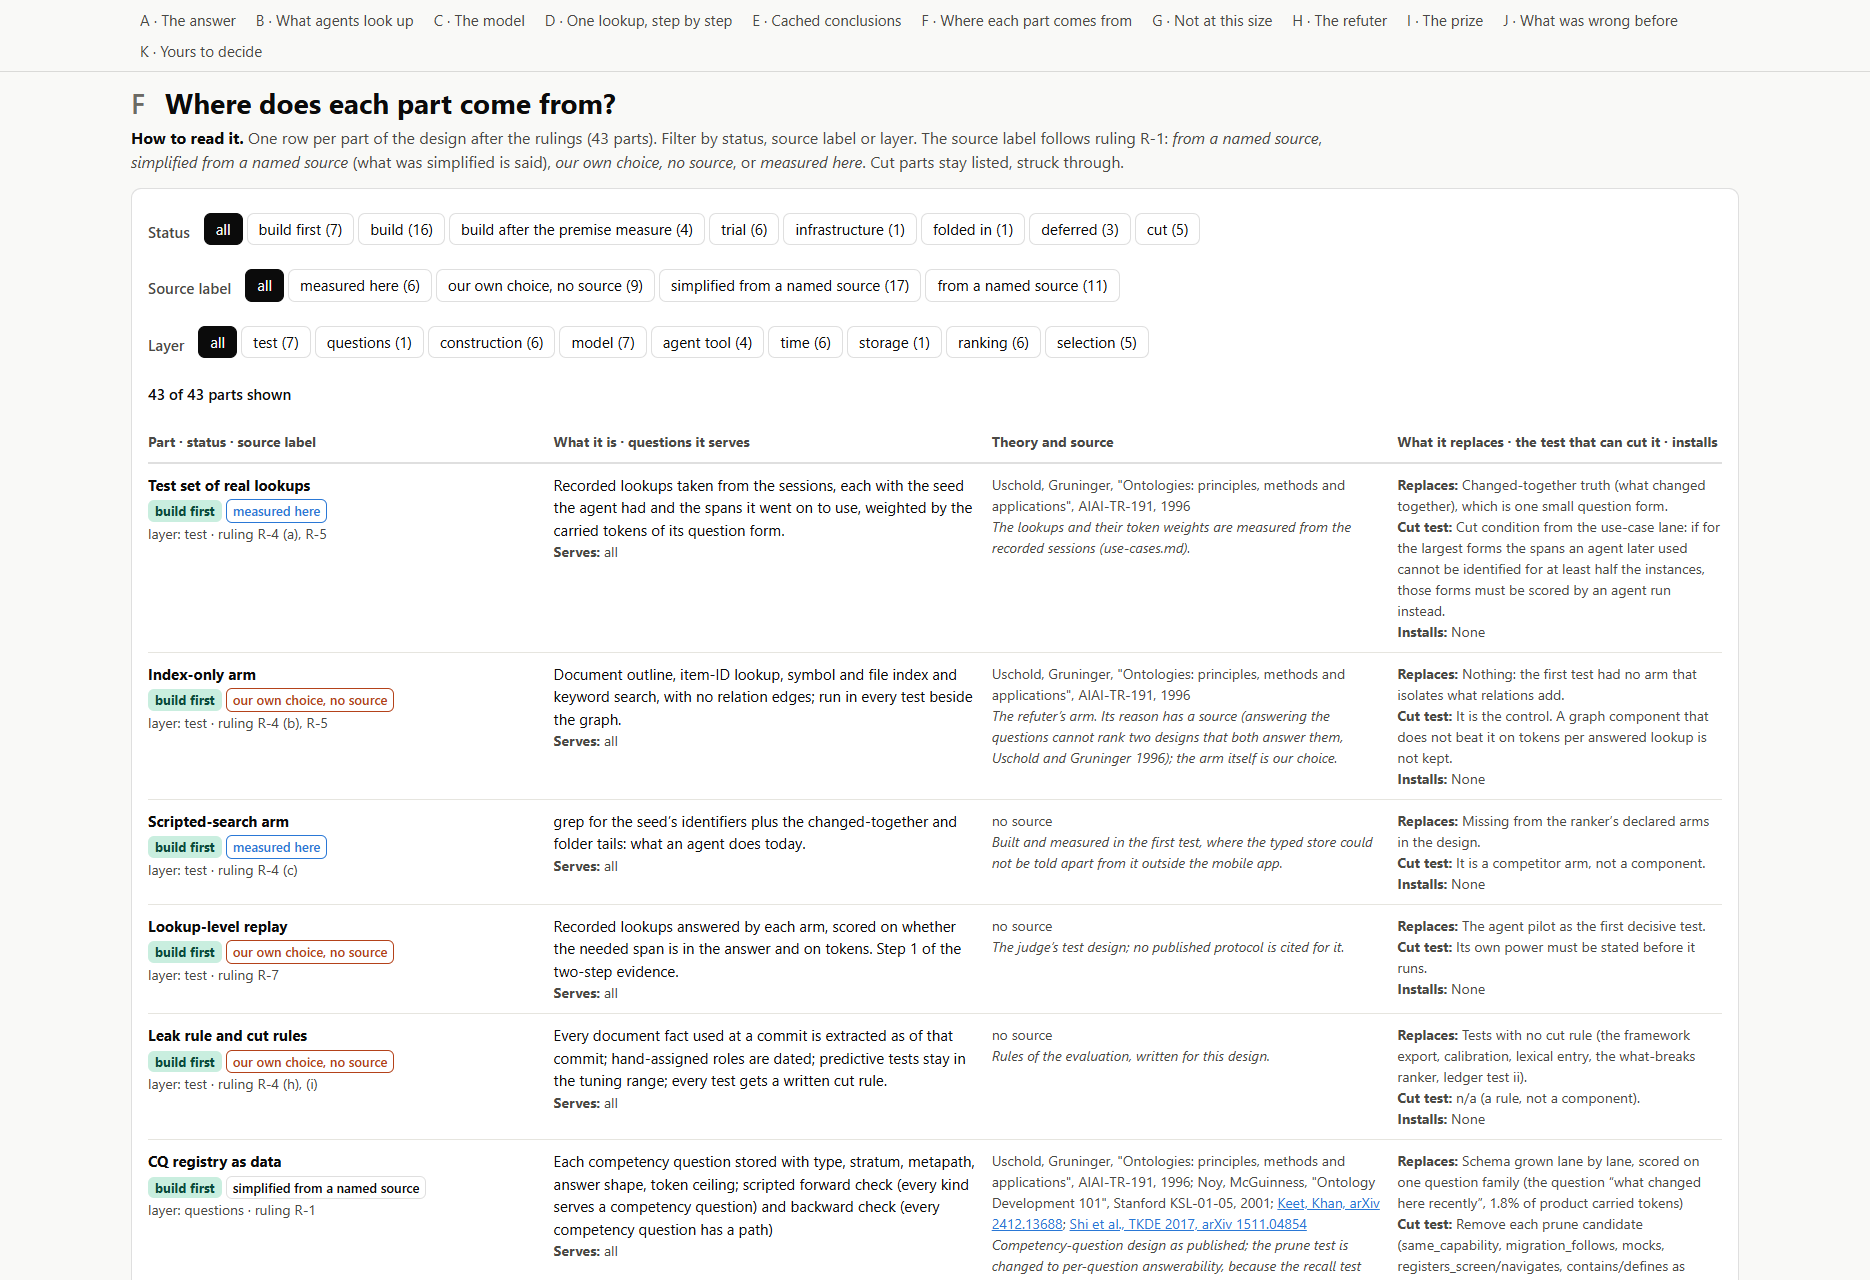 A · The answer B · What agents look up C · The model D · One lookup, step by step E · Cached conclusions F · Where each part comes from G · Not at this size H · The refuter I · The prize J · What was wrong before
K · Yours to decide
F Where does each part come from?
How to read it. One row per part of the design after the rulings (43 parts). Filter by status, source label or layer. The source label follows ruling R-1: from a named source,
simplified from a named source (what was simplified is said), our own choice, no source, or measured here. Cut parts stay listed, struck through.
Status all build first (7) build (16) build after the premise measure (4) trial (6) infrastructure (1) folded in (1) deferred (3) cut (5)
Source label all measured here (6) our own choice, no source (9) simplified from a named source (17) from a named source (11)
Layer all test (7) questions (1) construction (6) model (7) agent tool (4) time (6) storage (1) ranking (6) selection (5)
43 of 43 parts shown
Part · status · source label What it is · questions it serves Theory and source What it replaces · the test that can cut it · installs
Test set of real lookups
build first measured here
layer: test · ruling R-4 (a), R-5
Recorded lookups taken from the sessions, each with the seed
the agent had and the spans it went on to use, weighted by the
carried tokens of its question form.
Serves: all
Uschold, Gruninger, "Ontologies: principles, methods and
applications", AIAI-TR-191, 1996
The lookups and their token weights are measured from the
recorded sessions (use-cases.md).
Replaces: Changed-together truth (what changed
together), which is one small question form.
Cut test: Cut condition from the use-case lane: if for
the largest forms the spans an agent later used
cannot be identified for at least half the instances,
those forms must be scored by an agent run
instead.
Installs: None
Index-only arm
build first our own choice, no source
layer: test · ruling R-4 (b), R-5
Document outline, item-ID lookup, symbol and file index and
keyword search, with no relation edges; run in every test beside
the graph.
Serves: all
Uschold, Gruninger, "Ontologies: principles, methods and
applications", AIAI-TR-191, 1996
The refuter's arm. Its reason has a source (answering the
questions cannot rank two designs that both answer them,
Uschold and Gruninger 1996); the arm itself is our choice.
Replaces: Nothing: the first test had no arm that
isolates what relations add.
Cut test: It is the control. A graph component that
does not beat it on tokens per answered lookup is
not kept.
Installs: None
Scripted-search arm
build first measured here
layer: test · ruling R-4 (c)
grep for the seed's identifiers plus the changed-together and
folder tails: what an agent does today.
Serves: all
no source
Built and measured in the first test, where the typed store could
not be told apart from it outside the mobile app.
Replaces: Missing from the ranker's declared arms
in the design.
Cut test: It is a competitor arm, not a component.
Installs: None
Lookup-level replay
build first our own choice, no source
layer: test · ruling R-7
Recorded lookups answered by each arm, scored on whether
the needed span is in the answer and on tokens. Step 1 of the
two-step evidence.
Serves: all
no source
The judge's test design; no published protocol is cited for it.
Replaces: The agent pilot as the first decisive test.
Cut test: Its own power must be stated before it
runs.
Installs: None
Leak rule and cut rules
build first our own choice, no source
layer: test · ruling R-4 (h), (i)
Every document fact used at a commit is extracted as of that
commit; hand-assigned roles are dated; predictive tests stay in
the tuning range; every test gets a written cut rule.
Serves: all
no source
Rules of the evaluation, written for this design.
Replaces: Tests with no cut rule (the framework
export, calibration, lexical entry, the what-breaks
ranker, ledger test ii).
Cut test: n/a (a rule, not a component).
Installs: None
CQ registry as data
build first simplified from a named source
layer: questions · ruling R-1
Each competency question stored with type, stratum, metapath,
answer shape, token ceiling; scripted forward check (every kind
serves a competency question) and backward check (every
competency question has a path)
Serves: all
Uschold, Gruninger, "Ontologies: principles, methods and
applications", AIAI-TR-191, 1996; Noy, McGuinness, "Ontology
Development 101", Stanford KSL-01-05, 2001; Keet, Khan, arXiv
2412.13688; Shi et al., TKDE 2017, arXiv 1511.04854
Competency-question design as published; the prune test is
changed to per-question answerability, because the recall test
Replaces: Schema grown lane by lane, scored on
one question family (the question “what changed
here recently”, 1.8% of product carried tokens)
Cut test: Remove each prune candidate
(same_capability, migration_follows, mocks,
registers_screen/navigates, contains/defines as